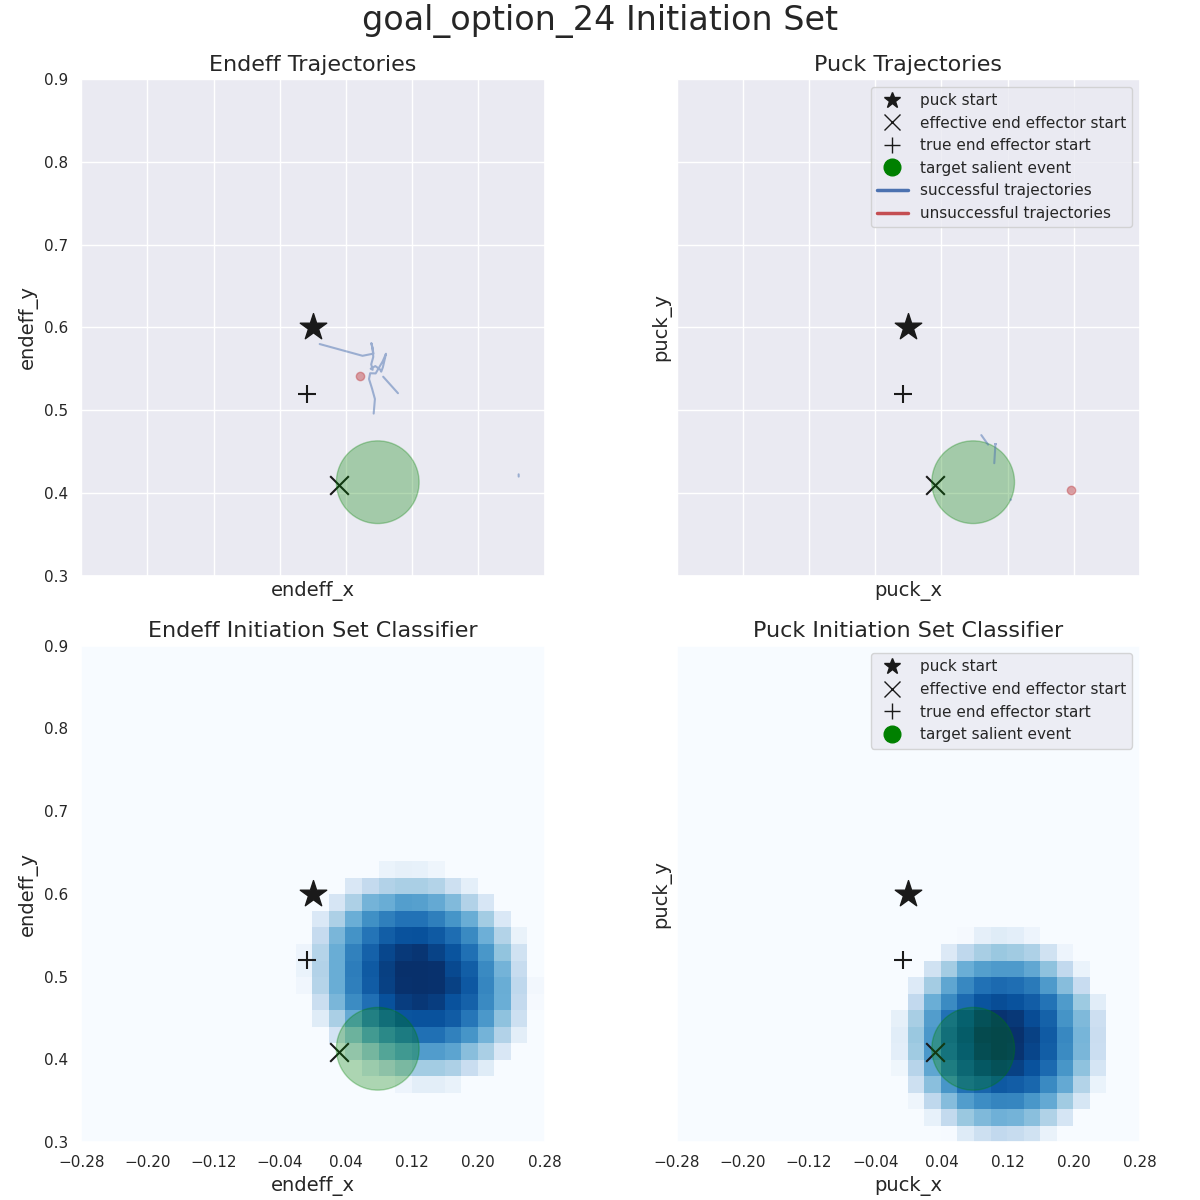 goal_option_24 Initiation Set
Endeff Trajectories
0.9
0.8
0.7
0.6
0.5
0.4
0.3
endeff_y
endeff_x
Puck Trajectories
puck start
effective end effector start
true end effector start
target salient event
successful trajectories
unsuccessful trajectories
puck_y
puck_x
Endeff Initiation Set Classifier
0.9
0.8
0.7
0.6
0.5
0.4
0.3
endeff_y
−0.28 −0.20 −0.12 −0.04 0.04 0.12 0.20 0.28
endeff_x
Puck Initiation Set Classifier
puck start
effective end effector start
true end effector start
target salient event
puck_y
−0.28 −0.20 −0.12 −0.04 0.04 0.12 0.20 0.28
puck_x